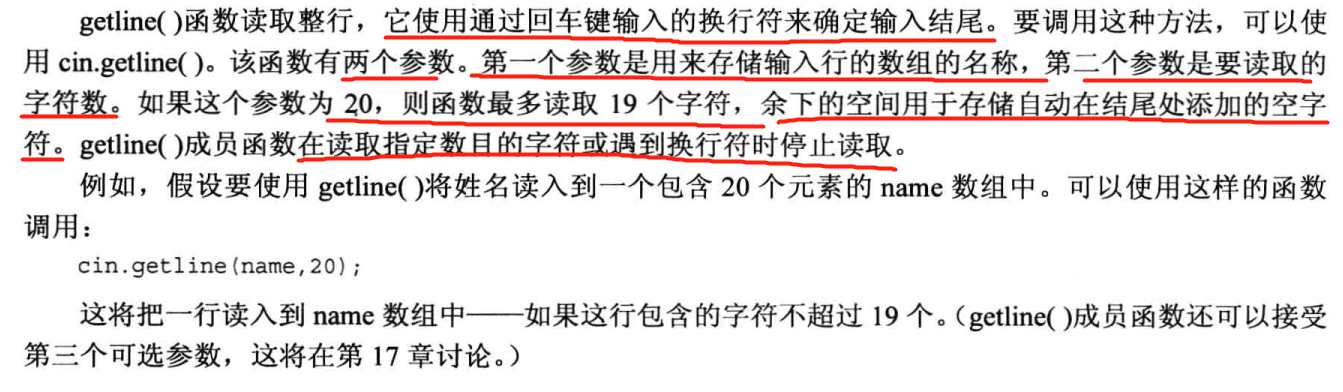 getline( )函数读取整行，它使用通过回车键输入的换行符来确定输入结尾。要调用这种方法，可以使
用 cin.getline( )。该函数有两个参数。第一个参数是用来存储输入行的数组的名称，第二个参数是要读取的
字符数。如果这个参数为 20，则函数最多读取 19 个字符，余下的空间用于存储自动在结尾处添加的空字
符。getline( )成员函数在读取指定数目的字符或遇到换行符时停止读取。
例如，假设要使用 getline( )将姓名读入到一个包含 20 个元素的 name 数组中。可以使用这样的函数
调用：
cin.getline(name,20);
这将把一行读入到 name 数组中——如果这行包含的字符不超过 19 个。（getline( )成员函数还可以接受
第三个可选参数，这将在第 17 章讨论。）